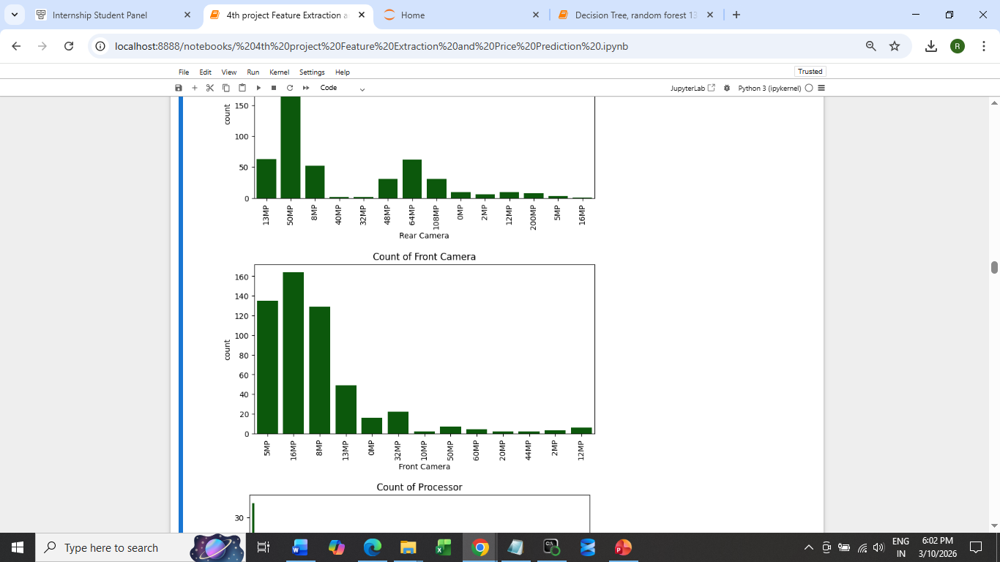 Internship Student Panel
4th project Feature Extraction a
Home
Decision Tree, random forest 13
localhost:8888/notebooks/%204th%20project%20Feature%20Extraction%20and%20Price%20Prediction%20.ipynb
R
File Edit View Run Kernel Settings Help
Trusted
Code
JupyterLab
Python 3 (ipykernel)
150
100
50
0
count
13MP
50MP
8MP
40MP
32MP
48MP
64MP
108MP
0MP
2MP
12MP
200MP
5MP
16MP
Rear Camera
Count of Front Camera
160
140
120
100
80
60
40
20
0
count
5MP
16MP
8MP
13MP
0MP
32MP
10MP
50MP
60MP
20MP
44MP
2MP
12MP
Front Camera
Count of Processor
30
Type here to search
ENG
IN
6:02 PM
3/10/2026